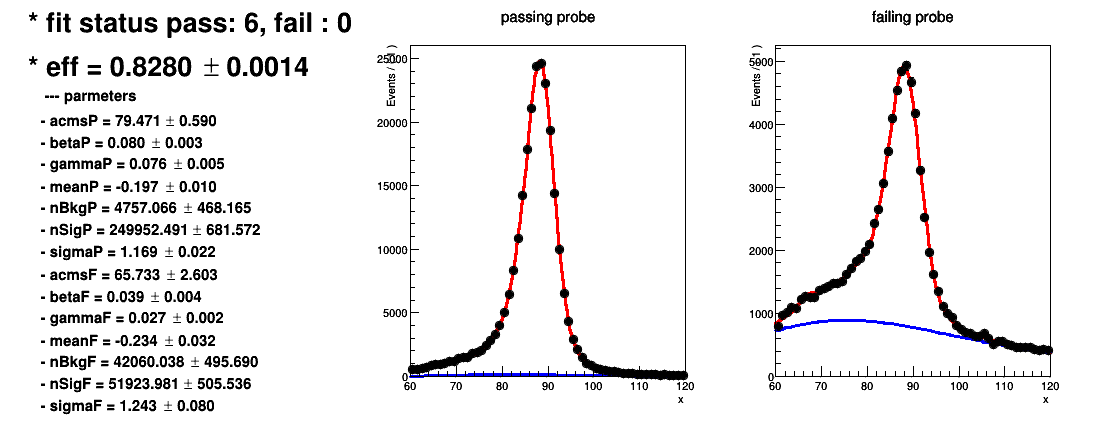 * fit status pass: 6, fail : 0
* eff = 0.8280 ± 0.0014
--- parmeters
- acmsP = 79.471 ± 0.590
- betaP = 0.080 ± 0.003
- gammaP = 0.076 ± 0.005
- meanP = -0.197 ± 0.010
- nBkgP = 4757.066 ± 468.165
- nSigP = 249952.491 ± 681.572
- sigmaP = 1.169 ± 0.022
- acmsF = 65.733 ± 2.603
- betaF = 0.039 ± 0.004
- gammaF = 0.027 ± 0.002
- meanF = -0.234 ± 0.032
- nBkgF = 42060.038 ± 495.690
- nSigF = 51923.981 ± 505.536
- sigmaF = 1.243 ± 0.080
passing probe
Events / ( 1 )
25000
20000
15000
10000
5000
0
60 70 80 90 100 110 120
x
failing probe
Events / ( 1 )
5000
4000
3000
2000
1000
0
60 70 80 90 100 110 120
x